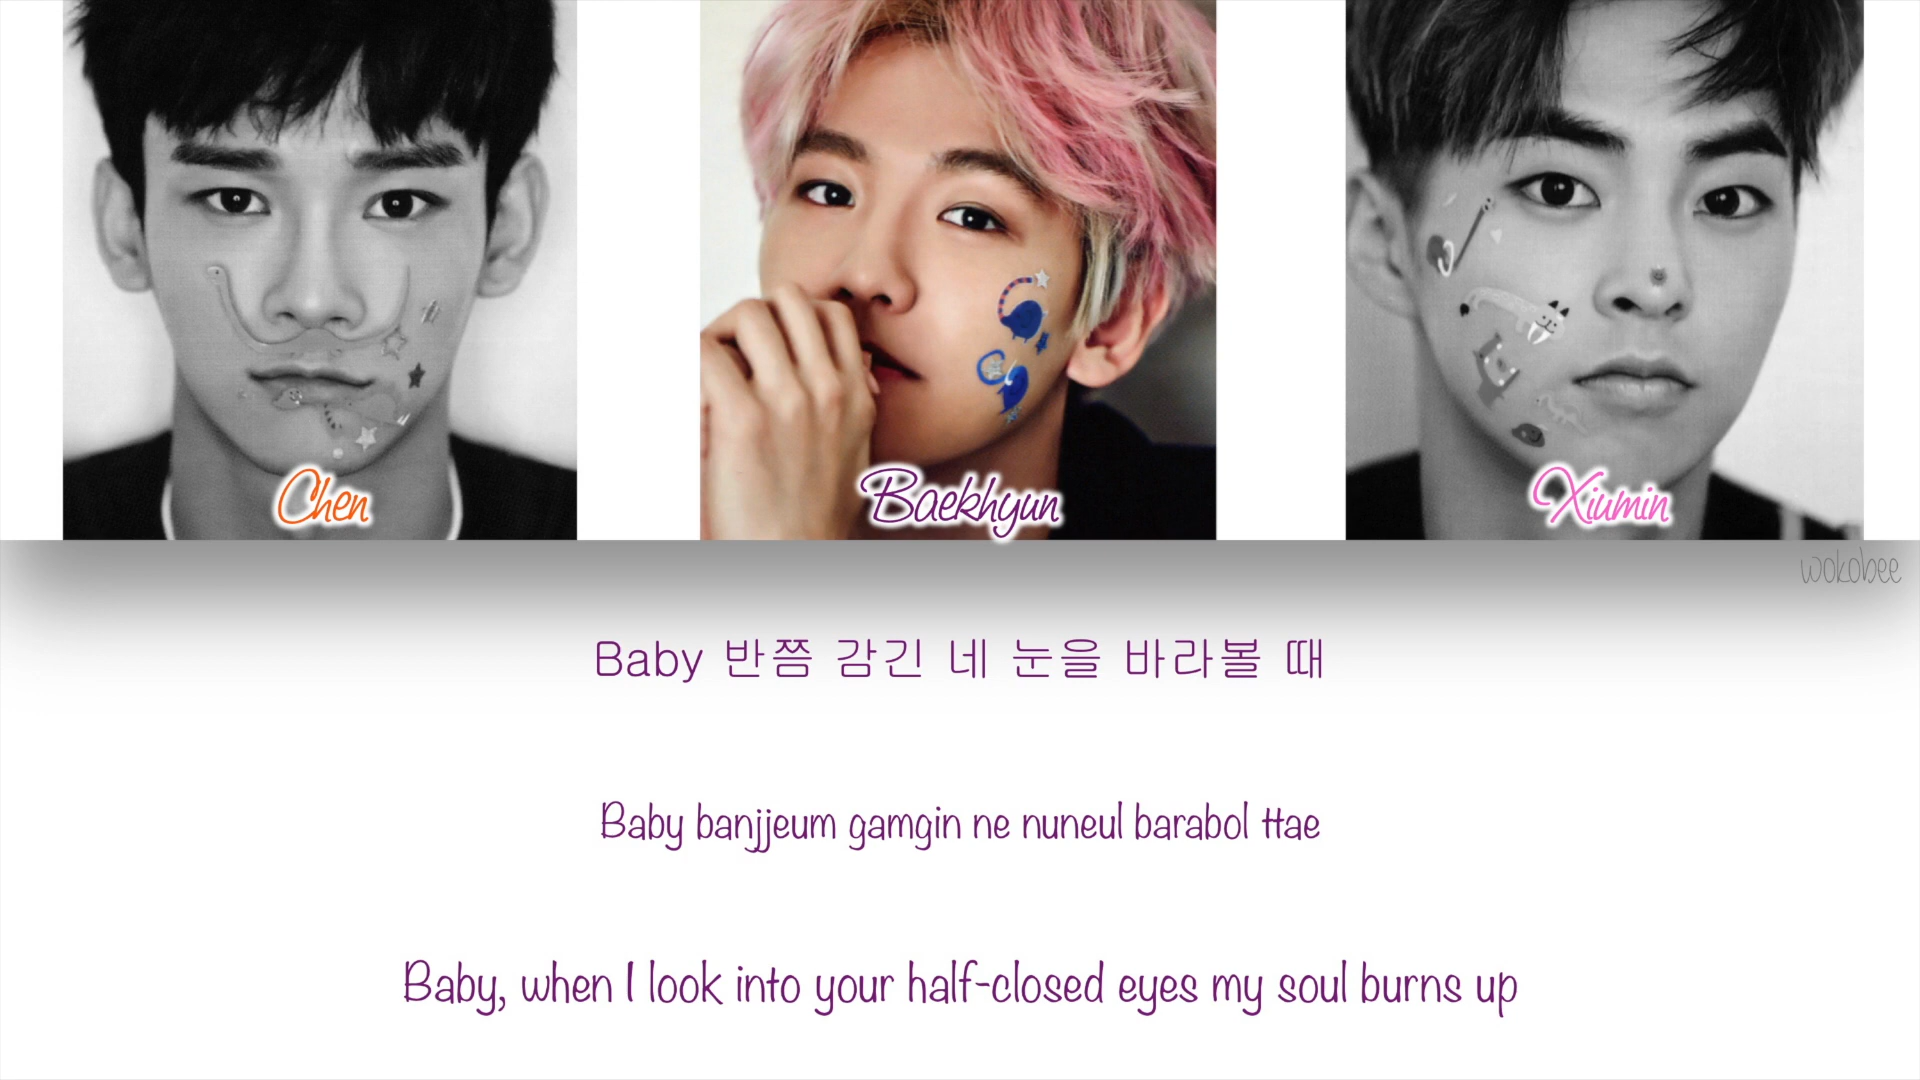 Chen
Baekhyun
Xiumin
wokobee
Baby 반쯤 감긴 네 눈을 바라볼 때
Baby banjjeum gamgin ne nuneul barabol ttae
Baby, when I look into your half-closed eyes my soul burns up